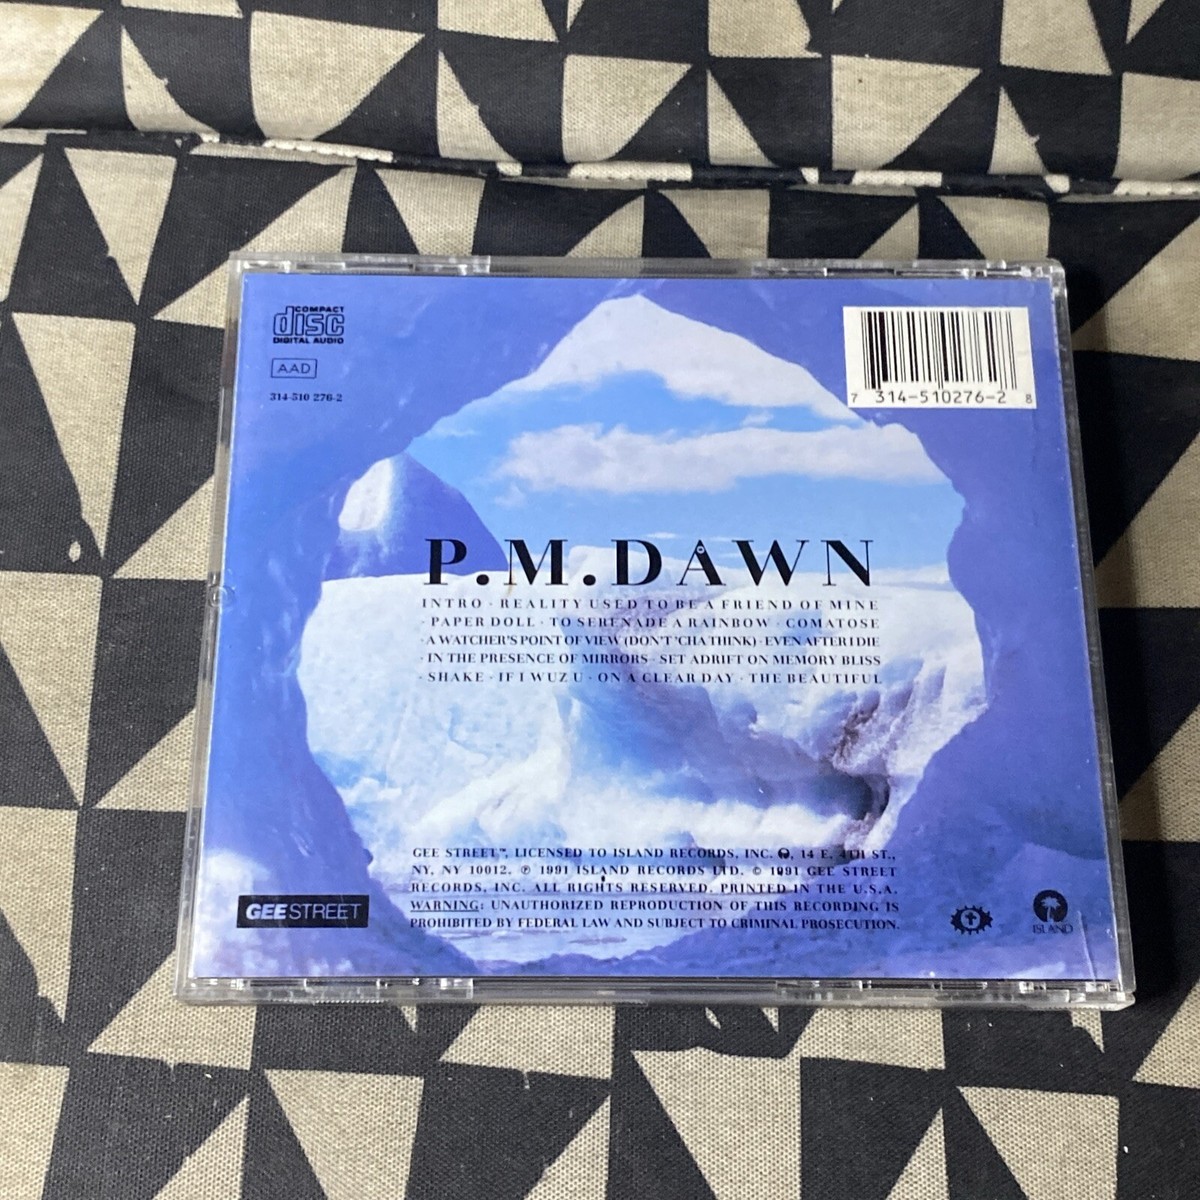 COMPACT
disc
DIGITAL AUDIO
AAD
314-510 276-2
7 314-510276-2 8
P.M.DAWN
INTRO · REALITY USED TO BE A FRIEND OF MINE
· PAPER DOLL · TO SERENADE A RAINBOW · COMATOSE
· A WATCHER'S POINT OF VIEW (DON'T 'CHA THINK) · EVEN AFTER I DIE
· IN THE PRESENCE OF MIRRORS · SET ADRIFT ON MEMORY BLISS
· SHAKE · IF I WUZ U · ON A CLEAR DAY · THE BEAUTIFUL
GEE STREET™, LICENSED TO ISLAND RECORDS, INC. , 14 E. 4TH ST.,
NY, NY 10012. ℗ 1991 ISLAND RECORDS LTD. © 1991 GEE STREET
RECORDS, INC. ALL RIGHTS RESERVED. PRINTED IN THE U.S.A.
WARNING: UNAUTHORIZED REPRODUCTION OF THIS RECORDING IS
PROHIBITED BY FEDERAL LAW AND SUBJECT TO CRIMINAL PROSECUTION.
GEE STREET
ISLAND